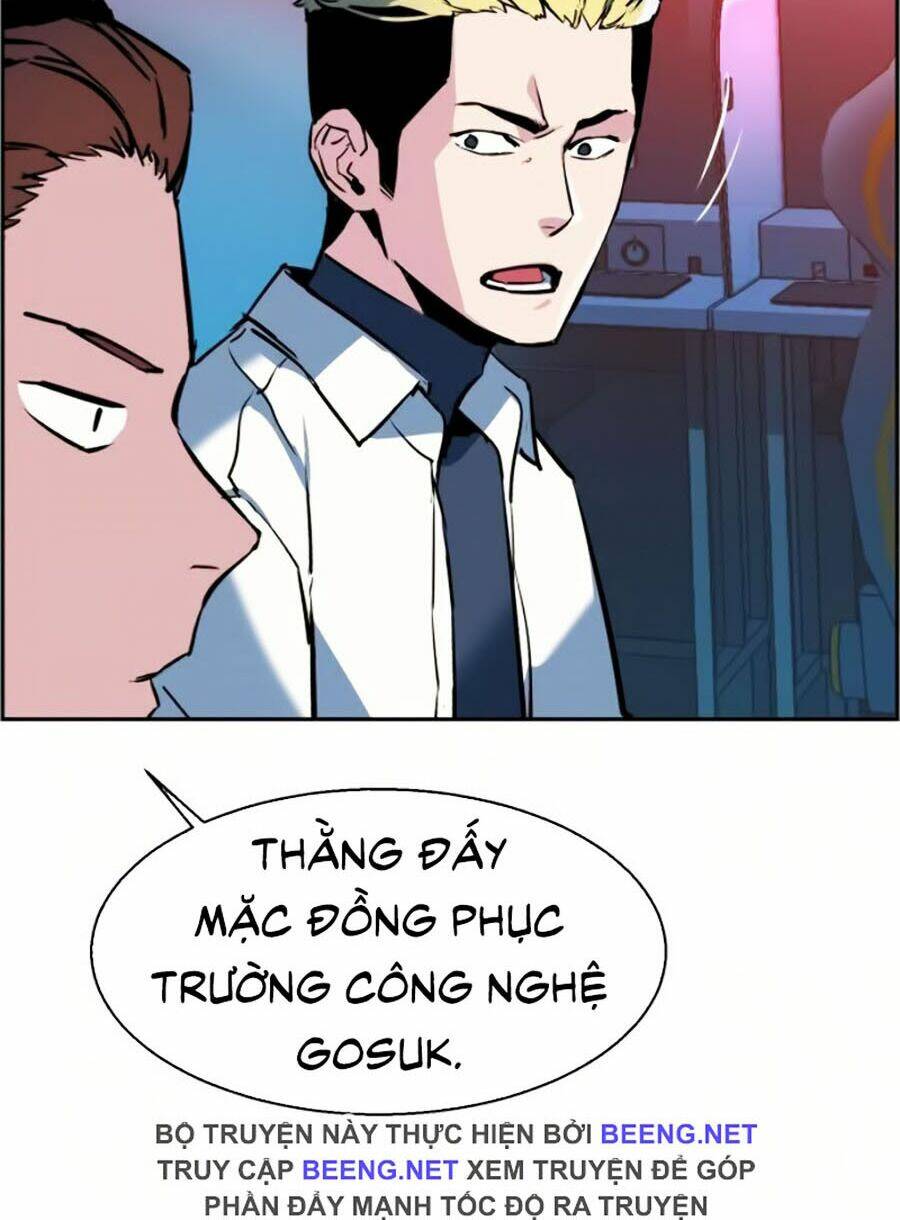 THẰNG ĐẤY
MẶC ĐỒNG PHỤC
TRƯỜNG CÔNG NGHỆ
GOSUK.
BỘ TRUYỆN NÀY THỰC HIỆN BỞI BEENG.NET
TRUY CẬP BEENG.NET XEM TRUYỆN ĐỂ GÓP
PHẦN ĐẨY MẠNH TỐC ĐỘ RA TRUYỆN